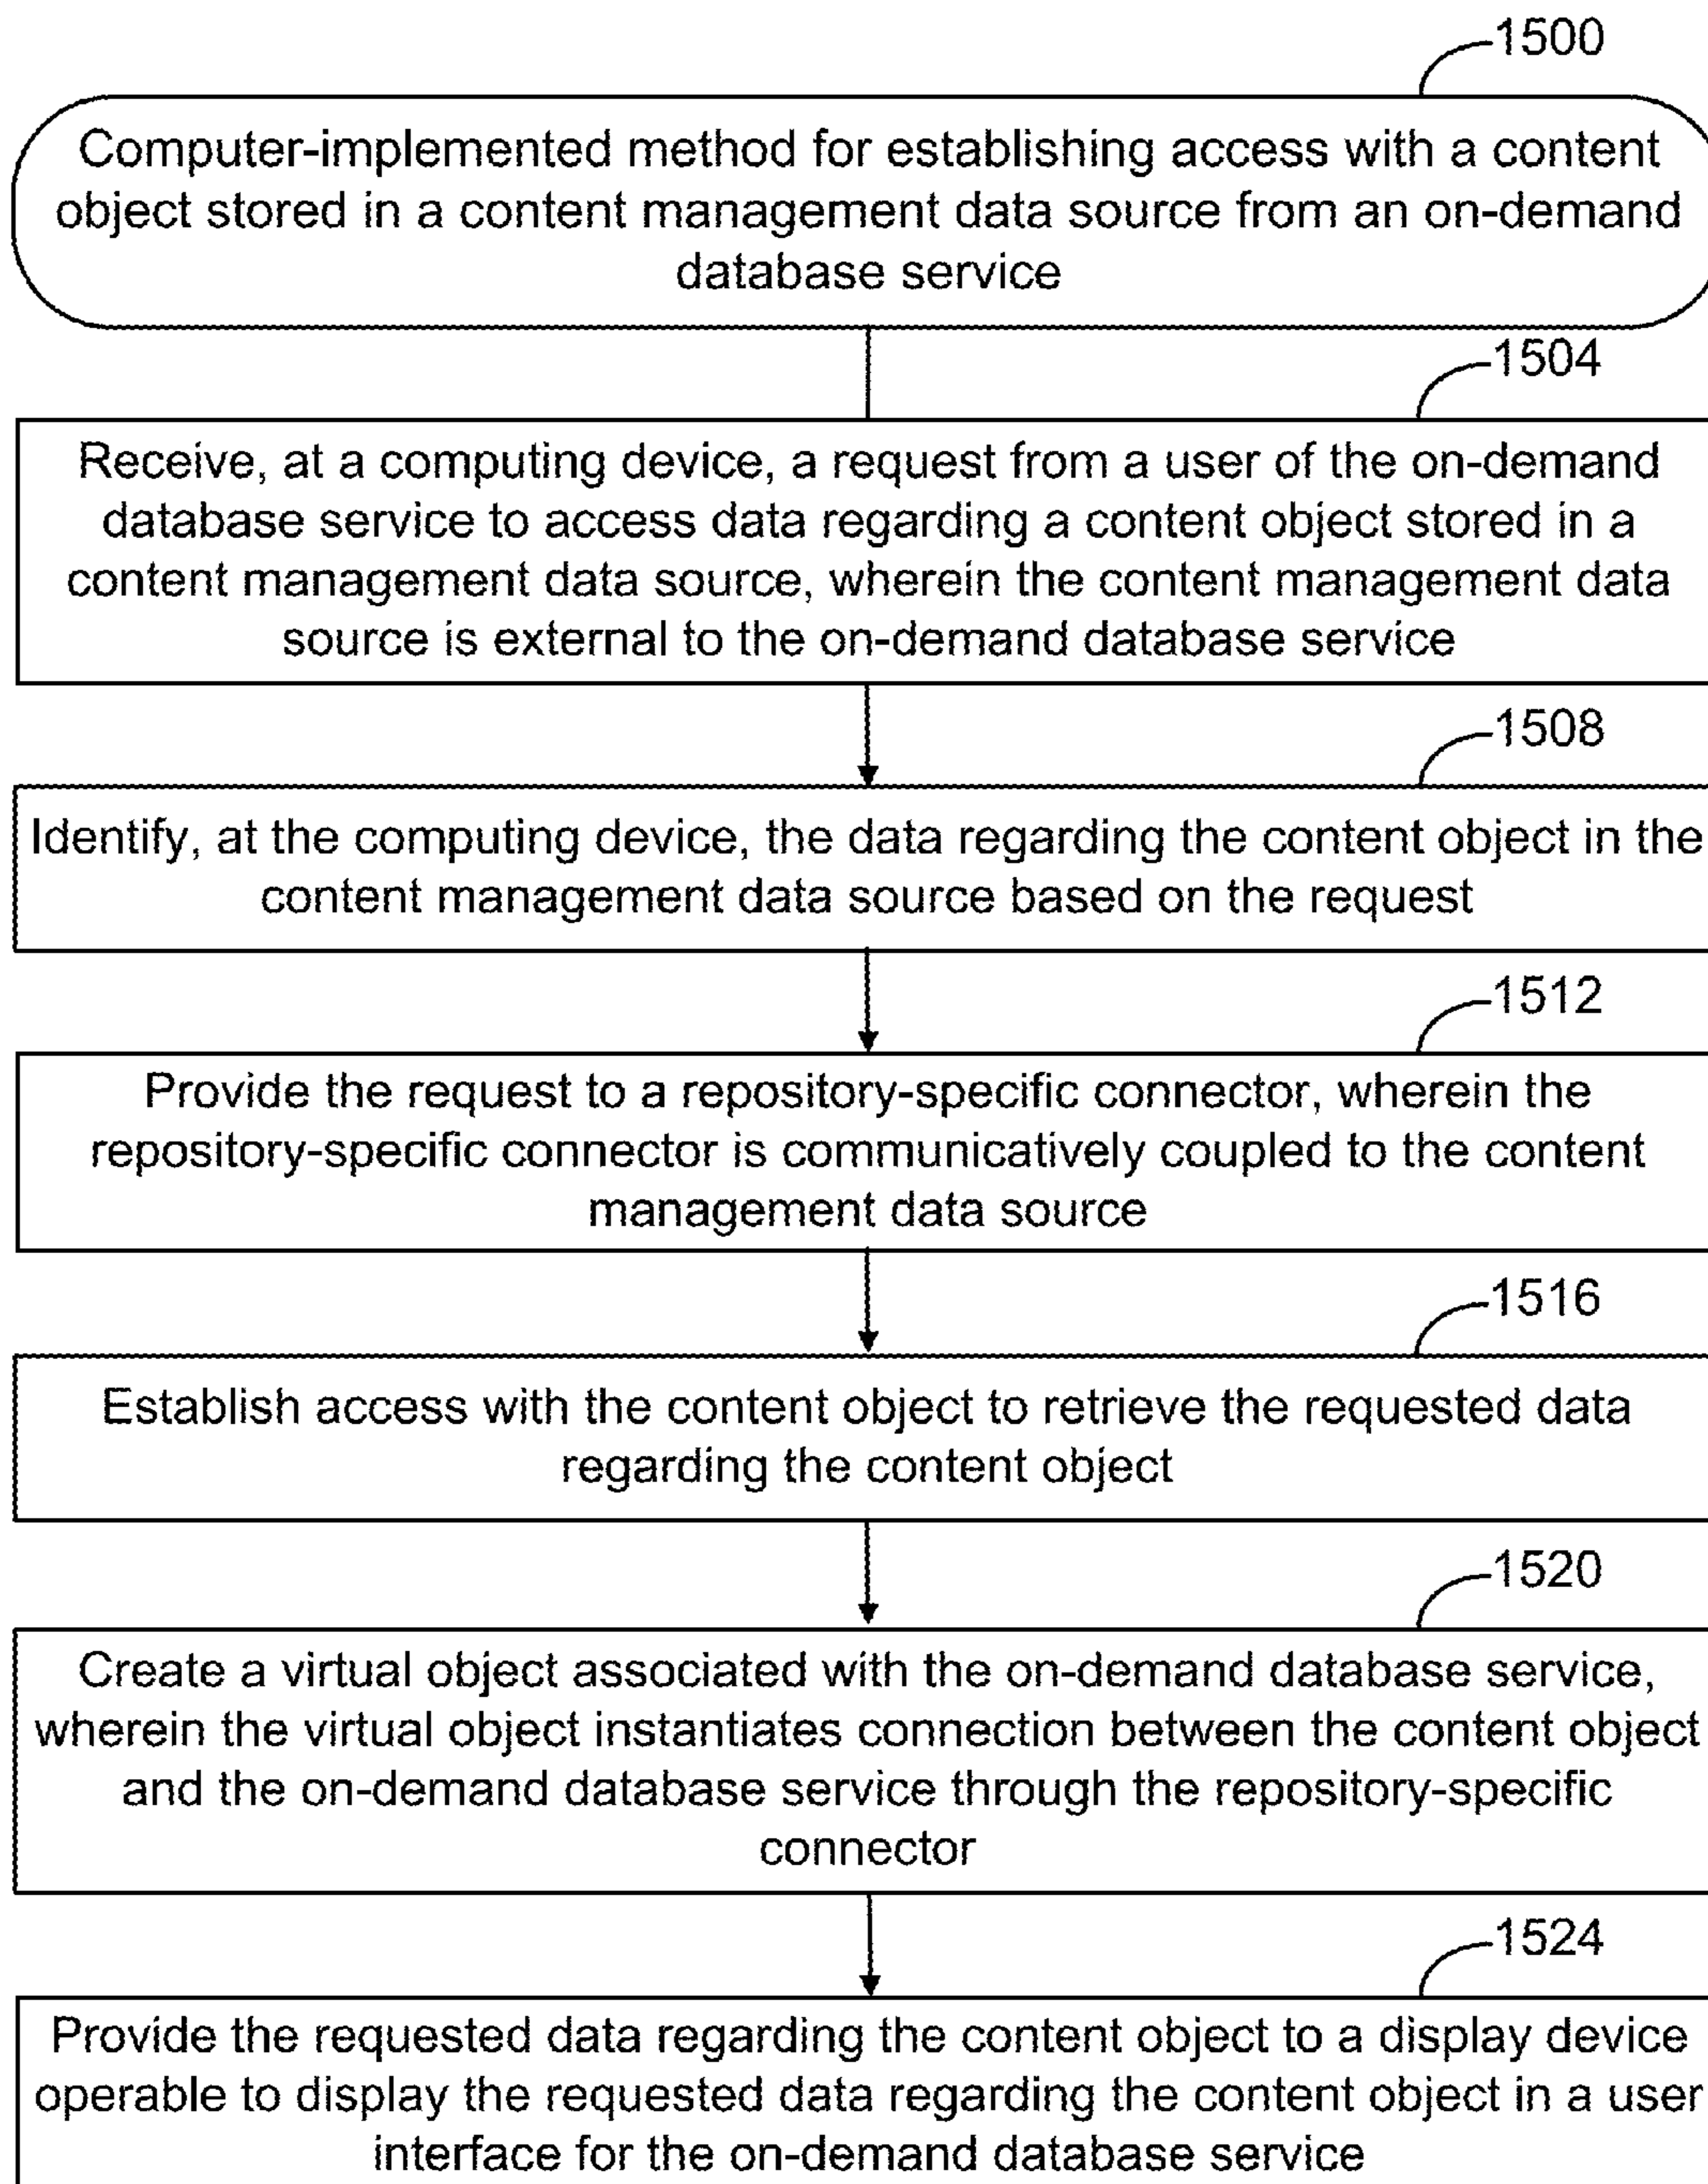 1500
Computer-implemented method for establishing access with a content
object stored in a content management data source from an on-demand
database service
1504
Receive, at a computing device, a request from a user of the on-demand
database service to access data regarding a content object stored in a
content management data source, wherein the content management data
source is external to the on-demand database service
1508
Identify, at the computing device, the data regarding the content object in the
content management data source based on the request
1512
Provide the request to a repository-specific connector, wherein the
repository-specific connector is communicatively coupled to the content
management data source
1516
Establish access with the content object to retrieve the requested data
regarding the content object
1520
Create a virtual object associated with the on-demand database service,
wherein the virtual object instantiates connection between the content object
and the on-demand database service through the repository-specific
connector
1524
Provide the requested data regarding the content object to a display device
operable to display the requested data regarding the content object in a user
interface for the on-demand database service